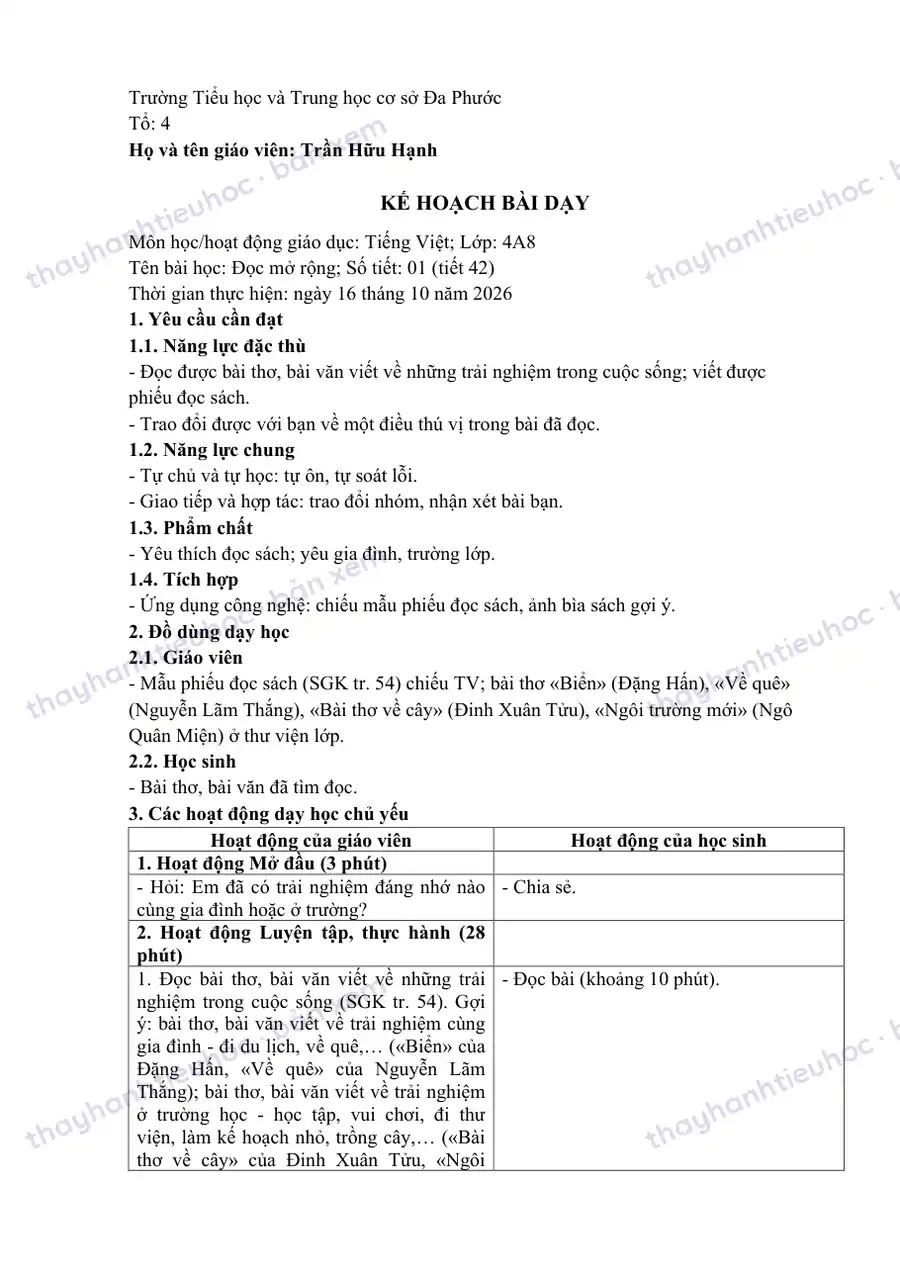 Trường Tiểu học và Trung học cơ sở Đa Phước
Tổ: 4
Họ và tên giáo viên: Trần Hữu Hạnh
KẾ HOẠCH BÀI DẠY
Môn học/hoạt động giáo dục: Tiếng Việt; Lớp: 4A8
Tên bài học: Đọc mở rộng; Số tiết: 01 (tiết 42)
Thời gian thực hiện: ngày 16 tháng 10 năm 2026
1. Yêu cầu cần đạt
1.1. Năng lực đặc thù
- Đọc được bài thơ, bài văn viết về những trải nghiệm trong cuộc sống; viết được
phiếu đọc sách.
- Trao đổi được với bạn về một điều thú vị trong bài đã đọc.
1.2. Năng lực chung
- Tự chủ và tự học: tự ôn, tự soát lỗi.
- Giao tiếp và hợp tác: trao đổi nhóm, nhận xét bài bạn.
1.3. Phẩm chất
- Yêu thích đọc sách; yêu gia đình, trường lớp.
1.4. Tích hợp
- Ứng dụng công nghệ: chiếu mẫu phiếu đọc sách, ảnh bìa sách gợi ý.
2. Đồ dùng dạy học
2.1. Giáo viên
- Mẫu phiếu đọc sách (SGK tr. 54) chiếu TV; bài thơ «Biển» (Đặng Hấn), «Về quê»
(Nguyễn Lãm Thắng), «Bài thơ về cây» (Đinh Xuân Tửu), «Ngôi trường mới» (Ngô
Quân Miện) ở thư viện lớp.
2.2. Học sinh
- Bài thơ, bài văn đã tìm đọc.
3. Các hoạt động dạy học chủ yếu
Hoạt động của giáo viên
Hoạt động của học sinh
1. Hoạt động Mở đầu (3 phút)
- Hỏi: Em đã có trải nghiệm đáng nhớ nào
cùng gia đình hoặc ở trường?
- Chia sẻ.
2. Hoạt động Luyện tập, thực hành (28
phút)
1. Đọc bài thơ, bài văn viết về những trải
nghiệm trong cuộc sống (SGK tr. 54). Gợi
ý: bài thơ, bài văn viết về trải nghiệm cùng
gia đình - đi du lịch, về quê,… («Biển» của
Đặng Hấn, «Về quê» của Nguyễn Lãm
Thắng); bài thơ, bài văn viết về trải nghiệm
ở trường học - học tập, vui chơi, đi thư
viện, làm kế hoạch nhỏ, trồng cây,… («Bài
thơ về cây» của Đinh Xuân Tửu, «Ngôi
- Đọc bài (khoảng 10 phút).
thayhanhtieuhoc · bản xem
thayhanhtieuhoc · b
thayhanhtieuhoc · bản xem
thayhanhtieuhoc · b
thayhanhtieuhoc · bản xem
thayhanhtieuhoc · b